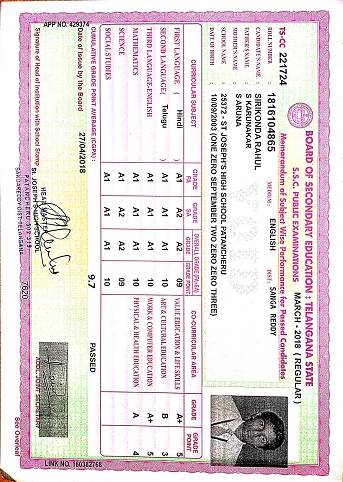 APP NO. 429374
BOARD OF SECONDARY EDUCATION : TELANGANA STATE
S.S.C. PUBLIC EXAMINATIONS MARCH - 2018 (REGULAR)
Memorandum of Subject Wise Performance for Passed Candidates
TS-CC 221724
ROLL NUMBER 1816104865 MEDIUM: ENGLISH DIST: SANGA REDDY
CANDIDATE'S NAME : SIRIKONDA RAHUL
FATHER'S NAME : S KARUNAKAR
MOTHER'S NAME : S ARUNA
SCHOOL NAME : 25372 - ST JOSEPH'S HIGH SCHOOL PATANCHERU
DATE OF BIRTH : 10/09/2003 (ONE ZERO SEPTEMBER TWO ZERO ZERO THREE)
CURRICULAR SUBJECT GRADE FA GRADE SA OVERALL GRADE (FA+SA) GRADE POINT CO-CURRICULAR AREA GRADE GRADE POINT
FIRST LANGUAGE ( Hindi ) A1 A2 A2 09 VALUE EDUCATION & LIFE SKILLS A+ 5
SECOND LANGUAGE ( Telugu ) A1 A1 A1 10 ART & CULTURAL EDUCATION B 3
THIRD LANGUAGE-ENGLISH A1 A1 A1 10 WORK & COMPUTER EDUCATION A+ 5
MATHEMATICS A1 A1 A1 10 PHYSICAL & HEALTH EDUCATION A 4
SCIENCE A1 A2 A2 09
SOCIAL STUDIES A1 A1 A1 10
CUMULATIVE GRADE POINT AVERAGE (CGPA) : 9.7 PASSED
Date of Issue by the Board : 27/04/2018
HEAD MASTER
St. JOSEPH'S HIGH SCHOOL
PATANCHERU-502 319
SANGAREDDY DIST-TELANGANA
7620
ADDL. JOINT SECRETARY
Signature of Head of Institution with School Stamp
See Overleaf
LINK NO. 160382768